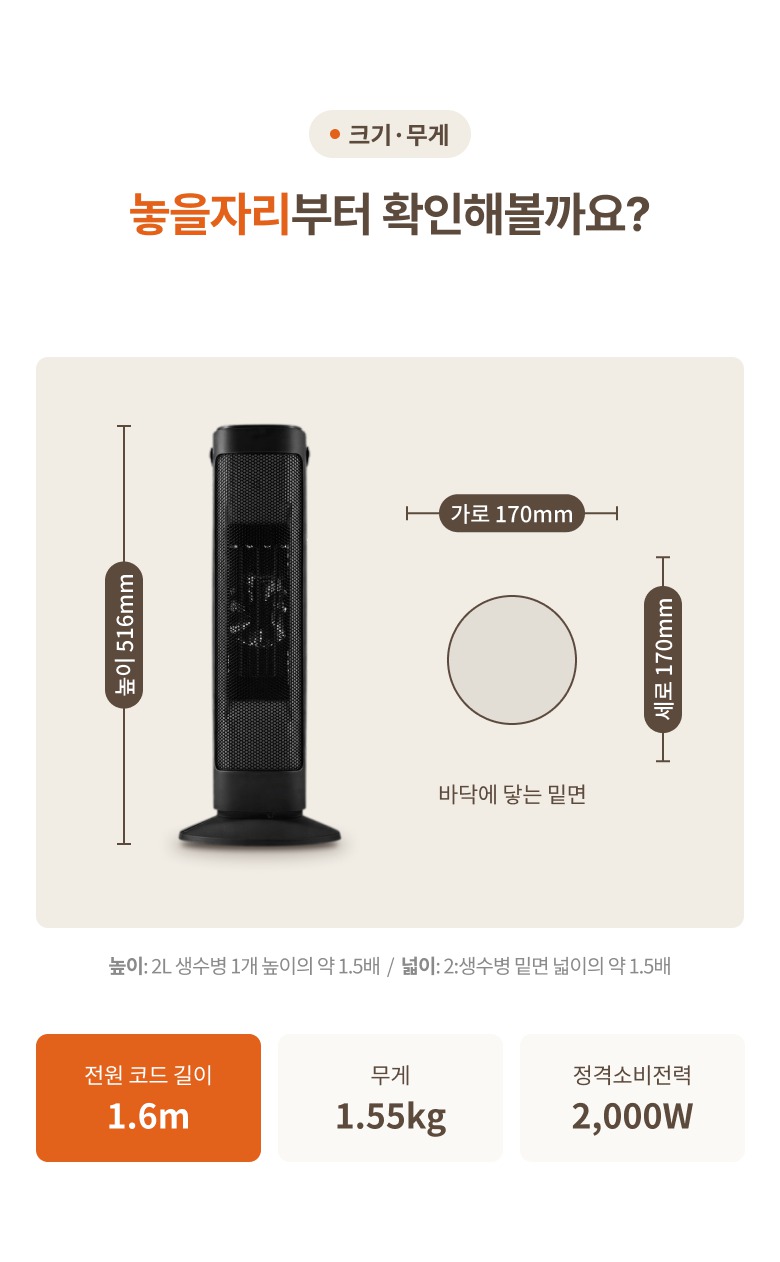 크기·무게
놓을자리부터 확인해볼까요?
높이 516mm
가로 170mm
세로 170mm
바닥에 닿는 밑면
높이: 2L 생수병 1개 높이의 약 1.5배 / 넓이: 2:생수병 밑면 넓이의 약 1.5배
전원 코드 길이
1.6m
무게
1.55kg
정격소비전력
2,000W